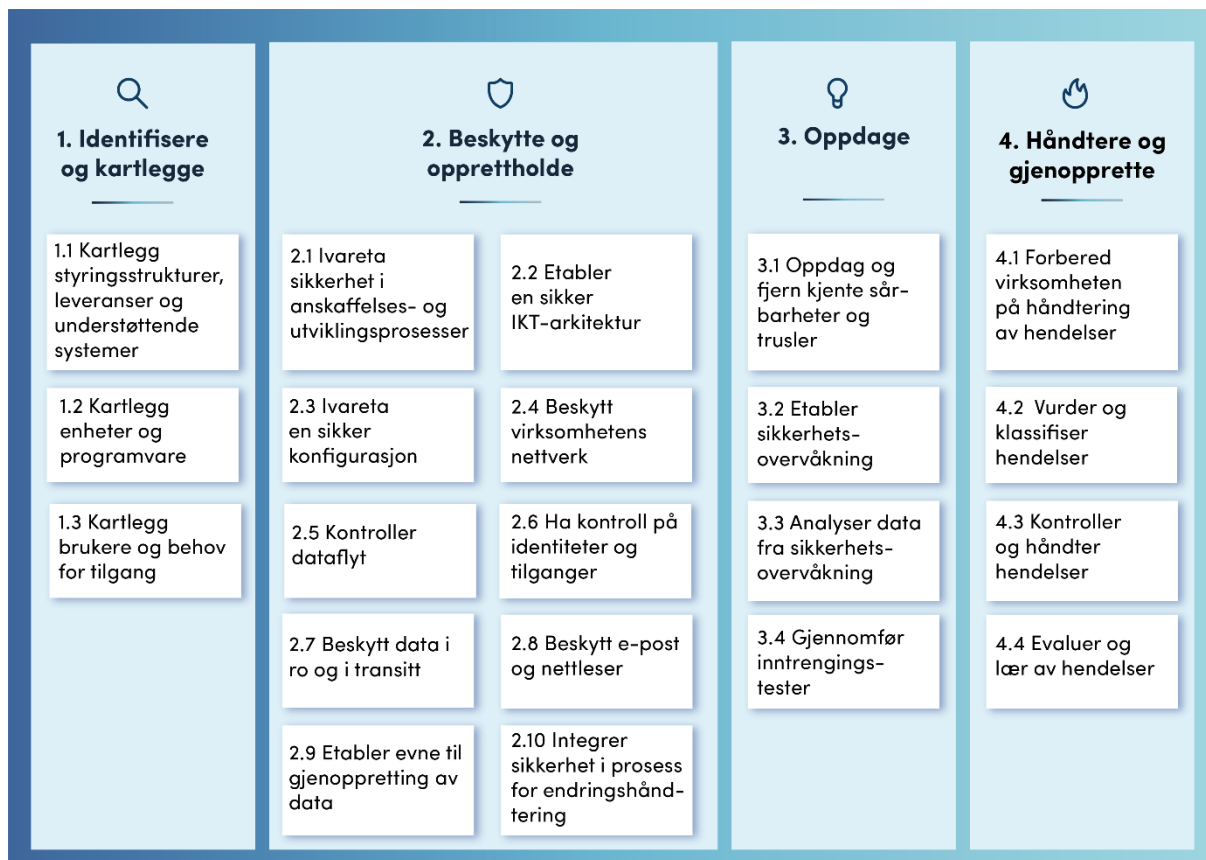 1. Identifisere
og kartlegge
1.1 Kartlegg
styringsstrukturer,
leveranser og
understøttende
systemer
1.2 Kartlegg
enheter og
programvare
1.3 Kartlegg
brukere og behov
for tilgang
2. Beskytte og
opprettholde
2.1 Ivareta
sikkerhet i
anskaffelses- og
utviklingsprosesser
2.2 Etabler
en sikker
IKT-arkitektur
2.3 Ivareta
en sikker
konfigurasjon
2.4 Beskytt
virksomhetens
nettverk
2.5 Kontroller
dataflyt
2.6 Ha kontroll på
identiteter og
tilganger
2.7 Beskytt data i
ro og i transitt
2.8 Beskytt e-post
og nettleser
2.9 Etabler evne til
gjenoppretting av
data
2.10 Integrer
sikkerhet i prosess
for endringshånd-
tering
3. Oppdage
3.1 Oppdag og
fjern kjente sår-
barheter og
trusler
3.2 Etabler
sikkerhets-
overvåkning
3.3 Analyser data
fra sikkerhets-
overvåkning
3.4 Gjennomfør
inntrengings-
tester
4. Håndtere og
gjenopprette
4.1 Forbered
virksomheten
på håndtering
av hendelser
4.2 Vurder og
klassifiser
hendelser
4.3 Kontroller
og håndter
hendelser
4.4 Evaluer og
lær av hendelser